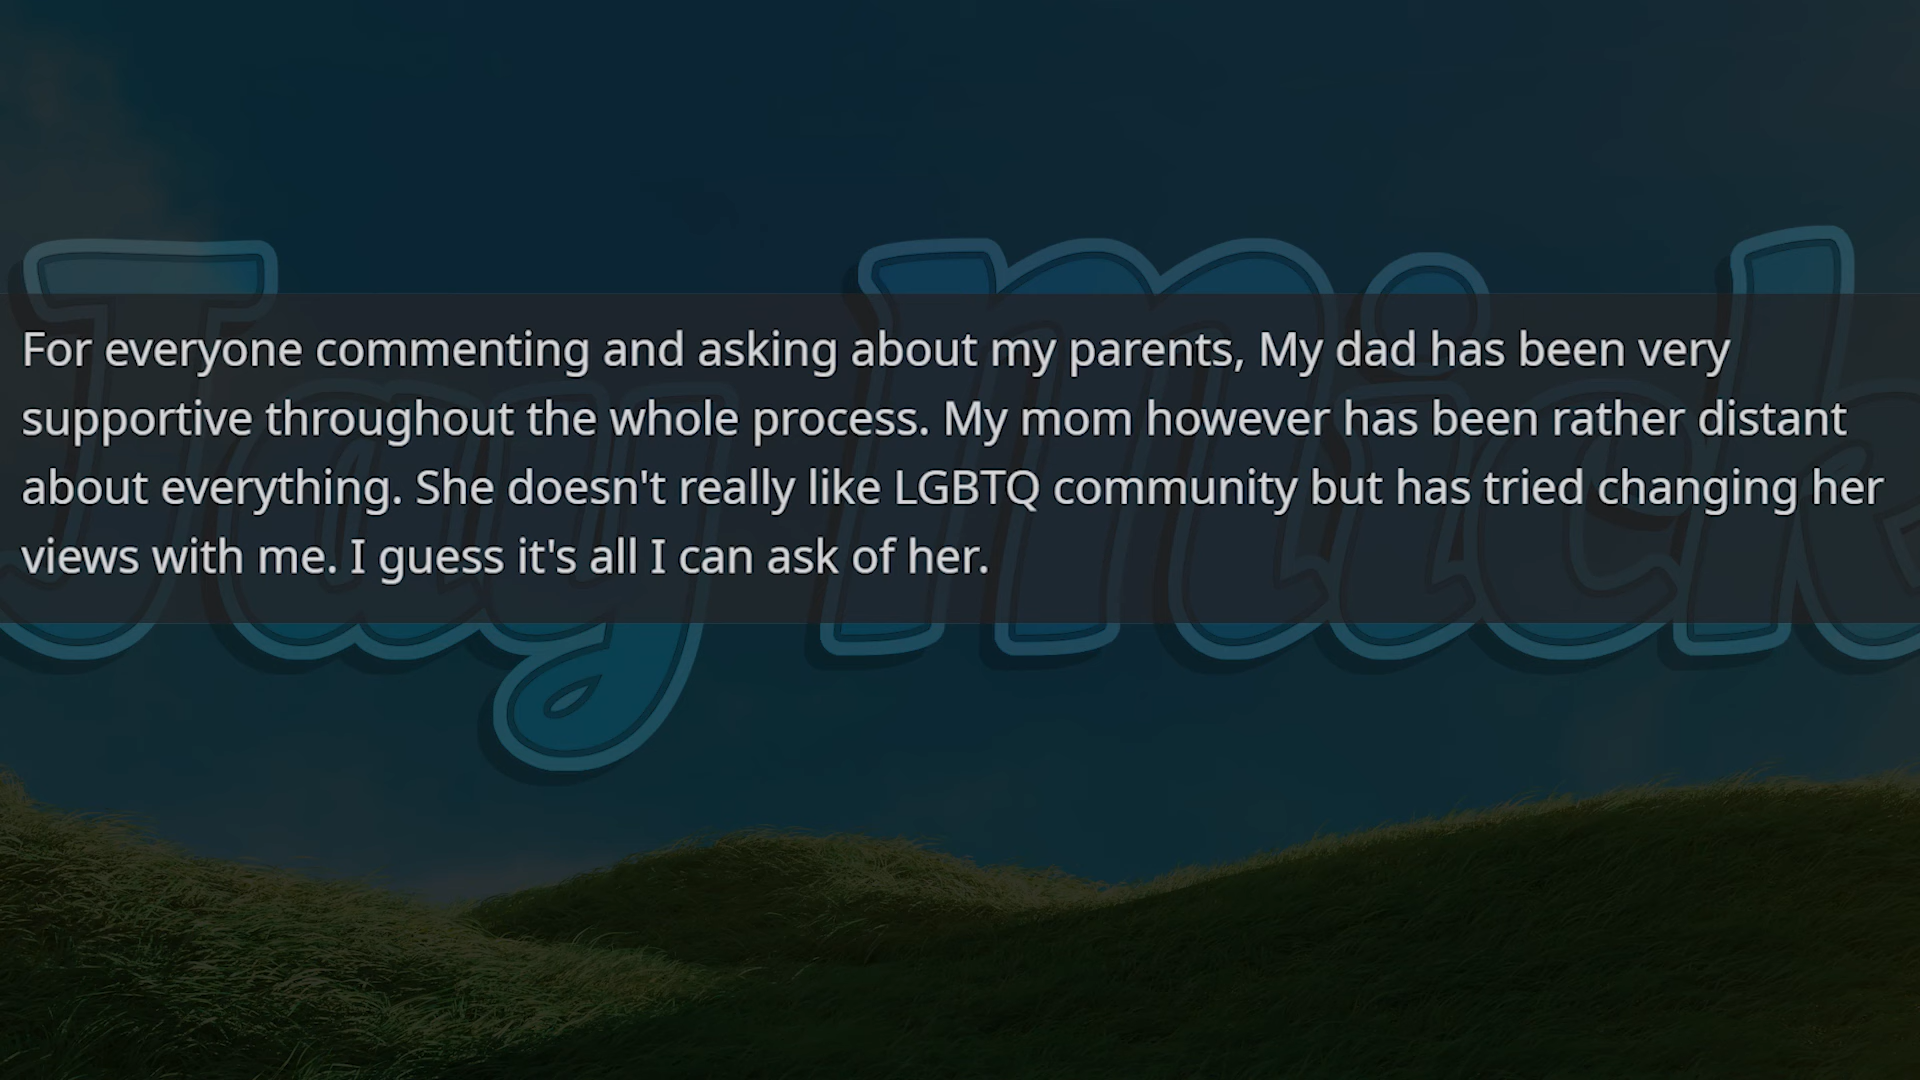 Jay Mick
For everyone commenting and asking about my parents, My dad has been very
supportive throughout the whole process. My mom however has been rather distant
about everything. She doesn't really like LGBTQ community but has tried changing her
views with me. I guess it's all I can ask of her.